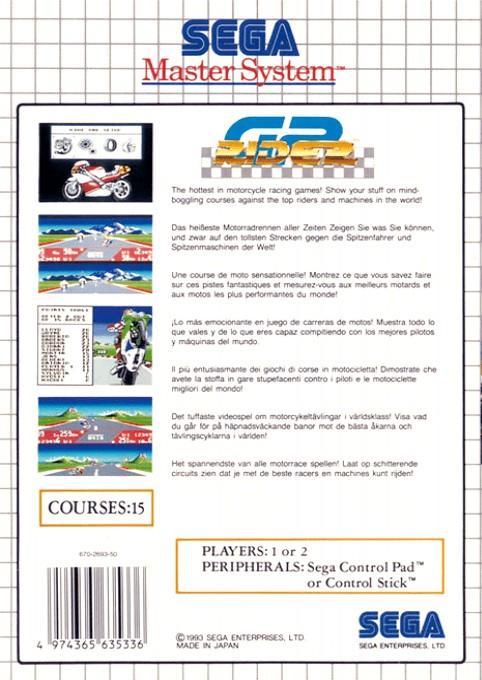 SEGA
Master System™
GP
RIDER
The hottest in motorcycle racing games! Show your stuff on mind-
boggling courses against the top riders and machines in the world!
Das heißeste Motorradrennen aller Zeiten Zeigen Sie was Sie können,
und zwar auf den tollsten Strecken gegen die Spitzenfahrer und
Spitzenmaschinen der Welt!
Une course de moto sensationnelle! Montrez ce que vous savez faire
sur ces pistes fantastiques et mesurez-vous aux meilleurs motards et
aux motos les plus performantes du monde!
¡Lo más emocionante en juego de carreras de motos! Muestra todo lo
que vales y de lo que eres capaz compitiendo con los mejores pilotos
y máquinas del mundo.
Il più entusiasmante dei giochi di corse in motocicletta! Dimostrate che
avete la stoffa in gare stupefacenti contro i piloti e le motociclette
migliori del mondo!
Det tuffaste videospel om motorcykeltävlingar i världsklass! Visa vad
du går för på häpnadsväckande banor mot de bästa åkarna och
tävlingscyklarna i världen!
Het spannendste van alle motorrace spellen! Laat op schitterende
circuits zien dat je met de beste racers en machines kunt rijden!
COURSES:15
670-2693-50
PLAYERS: 1 or 2
PERIPHERALS: Sega Control Pad™
or Control Stick™
4 974365 635336
©1993 SEGA ENTERPRISES, LTD.
MADE IN JAPAN
SEGA
SEGA ENTERPRISES, LTD